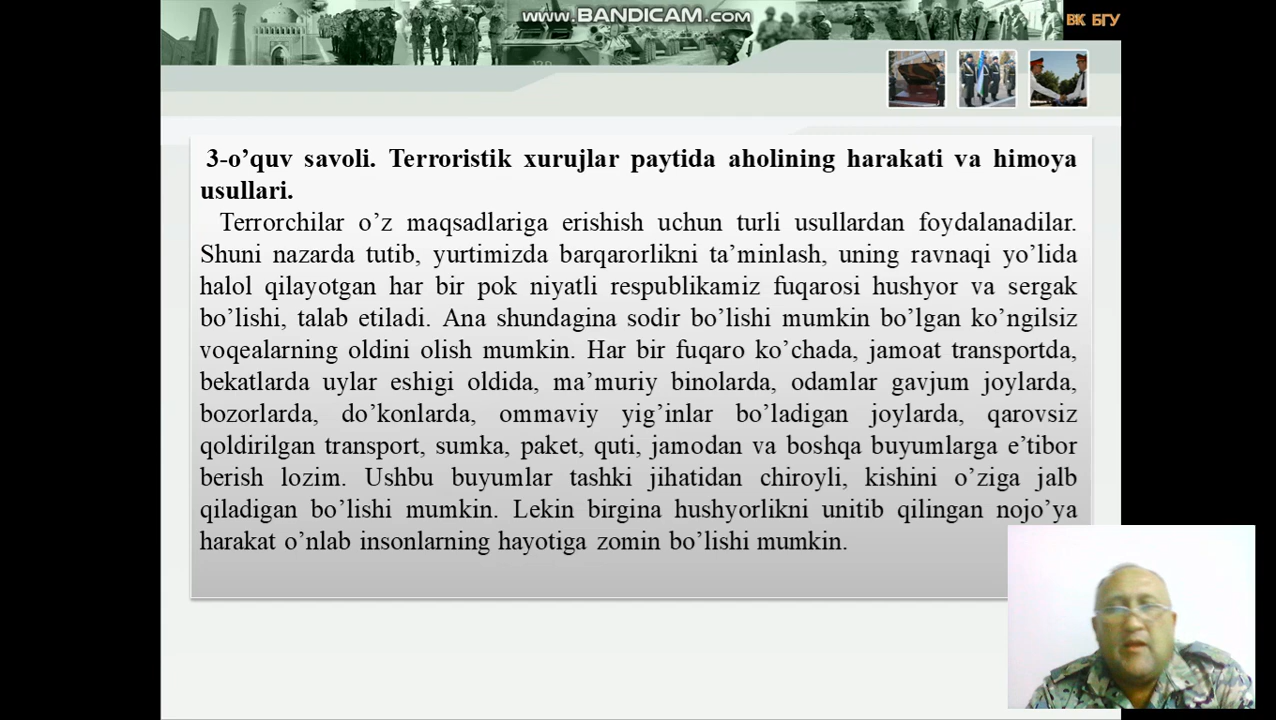 www.BANDICAM.com
ВК БГУ
3-o’quv savoli. Terroristik xurujlar paytida aholining harakati va himoya
usullari.
Terrorchilar o’z maqsadlariga erishish uchun turli usullardan foydalanadilar.
Shuni nazarda tutib, yurtimizda barqarorlikni ta’minlash, uning ravnaqi yo’lida
halol qilayotgan har bir pok niyatli respublikamiz fuqarosi hushyor va sergak
bo’lishi, talab etiladi. Ana shundagina sodir bo’lishi mumkin bo’lgan ko’ngilsiz
voqealarning oldini olish mumkin. Har bir fuqaro ko’chada, jamoat transportda,
bekatlarda uylar eshigi oldida, ma’muriy binolarda, odamlar gavjum joylarda,
bozorlarda, do’konlarda, ommaviy yig’inlar bo’ladigan joylarda, qarovsiz
qoldirilgan transport, sumka, paket, quti, jamodan va boshqa buyumlarga e’tibor
berish lozim. Ushbu buyumlar tashki jihatidan chiroyli, kishini o’ziga jalb
qiladigan bo’lishi mumkin. Lekin birgina hushyorlikni unitib qilingan nojo’ya
harakat o’nlab insonlarning hayotiga zomin bo’lishi mumkin.